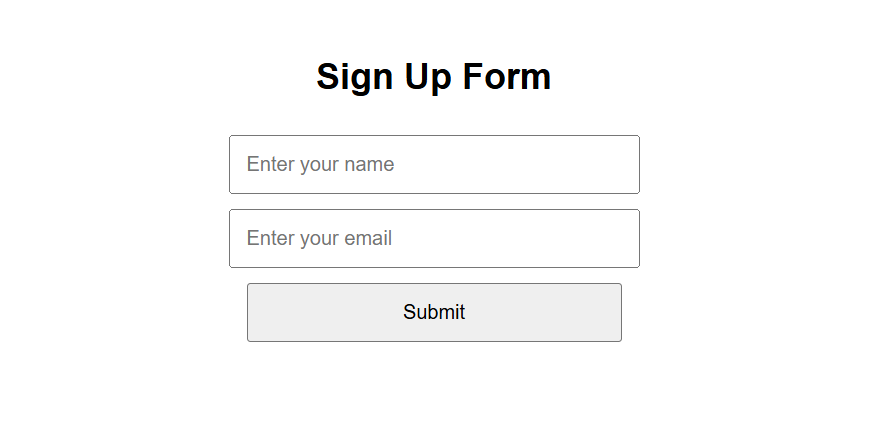 Sign Up Form
Enter your name
Enter your email
Submit